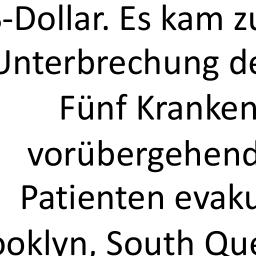 -Dollar. Es kam zu
Unterbrechung de
Fünf Kranken
vorübergehend
Patienten evaku
ooklyn, South Que